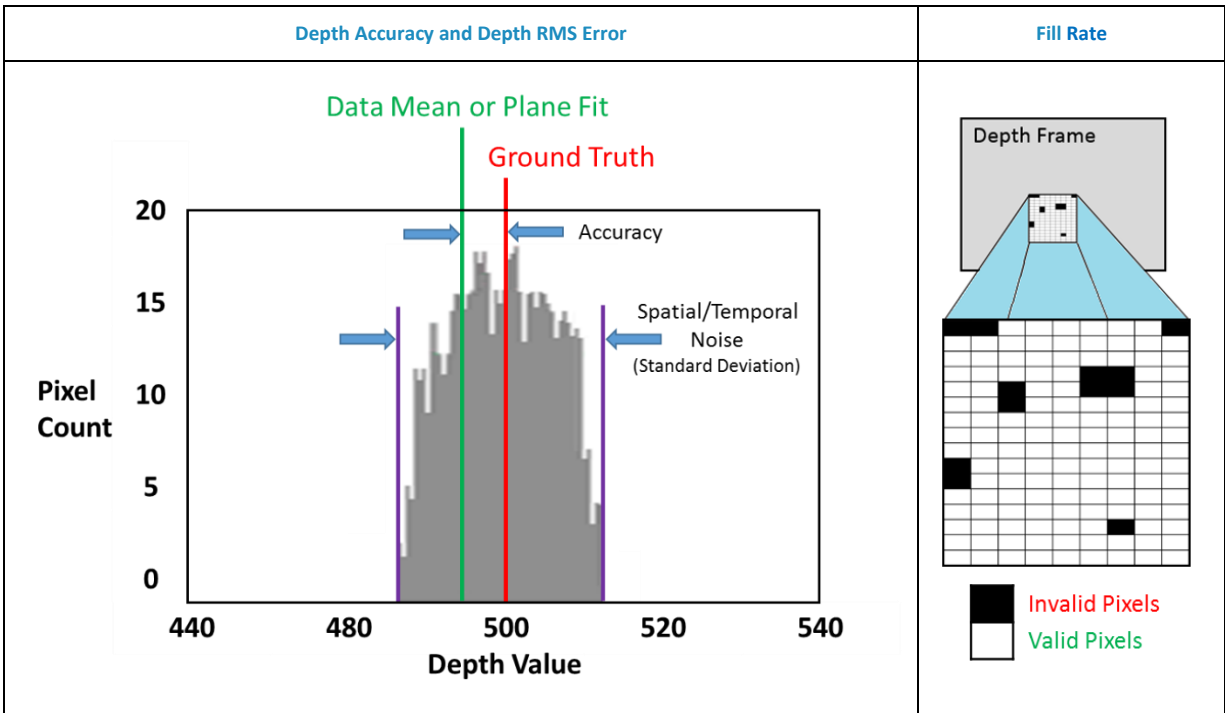 Depth Accuracy and Depth RMS Error
Fill Rate
Data Mean or Plane Fit
Ground Truth
20
Accuracy
15
Spatial/Temporal
Noise
(Standard Deviation)
Pixel
Count
10
5
0
440
480
500
520
540
Depth Value
Depth Frame
Invalid Pixels
Valid Pixels